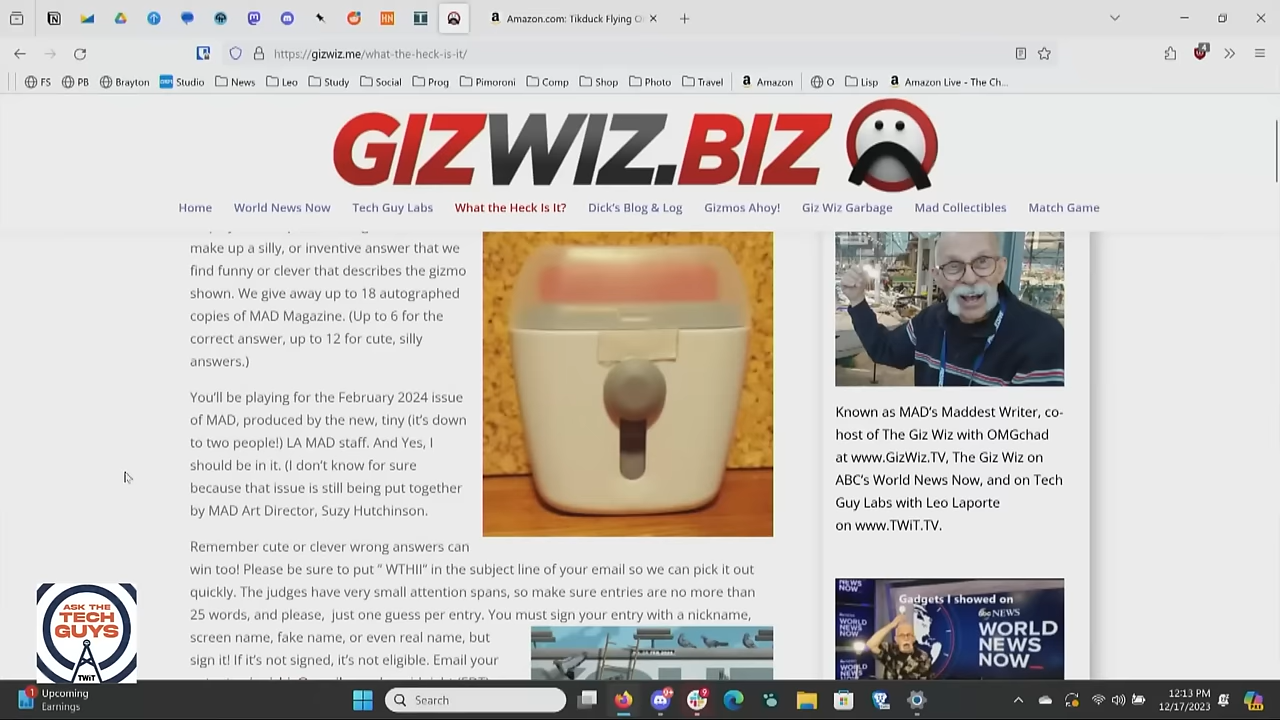 Amazon.com: Tikduck Flying O
https://gizwiz.me/what-the-heck-is-it/
4
FS PB Brayton Studio News Leo Study Social Prog Pimoroni Comp Shop Photo Travel Amazon O Lisp Amazon Live - The Ch...
GIZWIZ.BIZ
Home World News Now Tech Guy Labs What the Heck Is It? Dick's Blog & Log Gizmos Ahoy! Giz Wiz Garbage Mad Collectibles Match Game
make up a silly, or inventive answer that we
find funny or clever that describes the gizmo
shown. We give away up to 18 autographed
copies of MAD Magazine. (Up to 6 for the
correct answer, up to 12 for cute, silly
answers.)
You'll be playing for the February 2024 issue
of MAD, produced by the new, tiny (it's down
to two people!) LA MAD staff. And Yes, I
should be in it. (I don't know for sure
because that issue is still being put together
by MAD Art Director, Suzy Hutchinson.
Remember cute or clever wrong answers can
win too! Please be sure to put " WTHII" in the subject line of your email so we can pick it out
quickly. The judges have very small attention spans, so make sure entries are no more than
25 words, and please, just one guess per entry. You must sign your entry with a nickname,
screen name, fake name, or even real name, but
sign it! If it's not signed, it's not eligible. Email your
Known as MAD's Maddest Writer, co-
host of The Giz Wiz with OMGchad
at www.GizWiz.TV, The Giz Wiz on
ABC's World News Now, and on Tech
Guy Labs with Leo Laporte
on www.TWiT.TV.
Gadgets I showed on
abc NEWS
WORLD
NEWS
NOW
ASK THE
TECH
GUYS
TWiT
1
Upcoming
Earnings
Search
9+
9
12:13 PM
12/17/2023